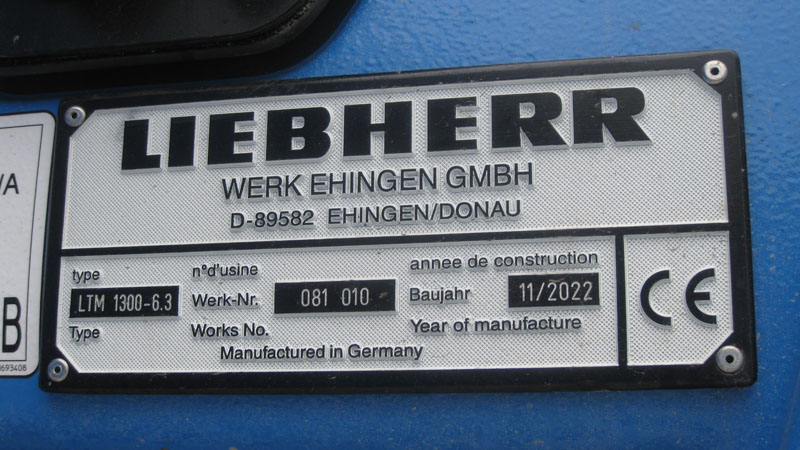 LIEBHERR
WERK EHINGEN GMBH
D-89582 EHINGEN/DONAU
type
LTM 1300-6.3
Type
n°d'usine
Werk-Nr. 081 010
Works No.
annee de construction
Baujahr 11/2022
Year of manufacture
Manufactured in Germany
CE
/A
B
693408